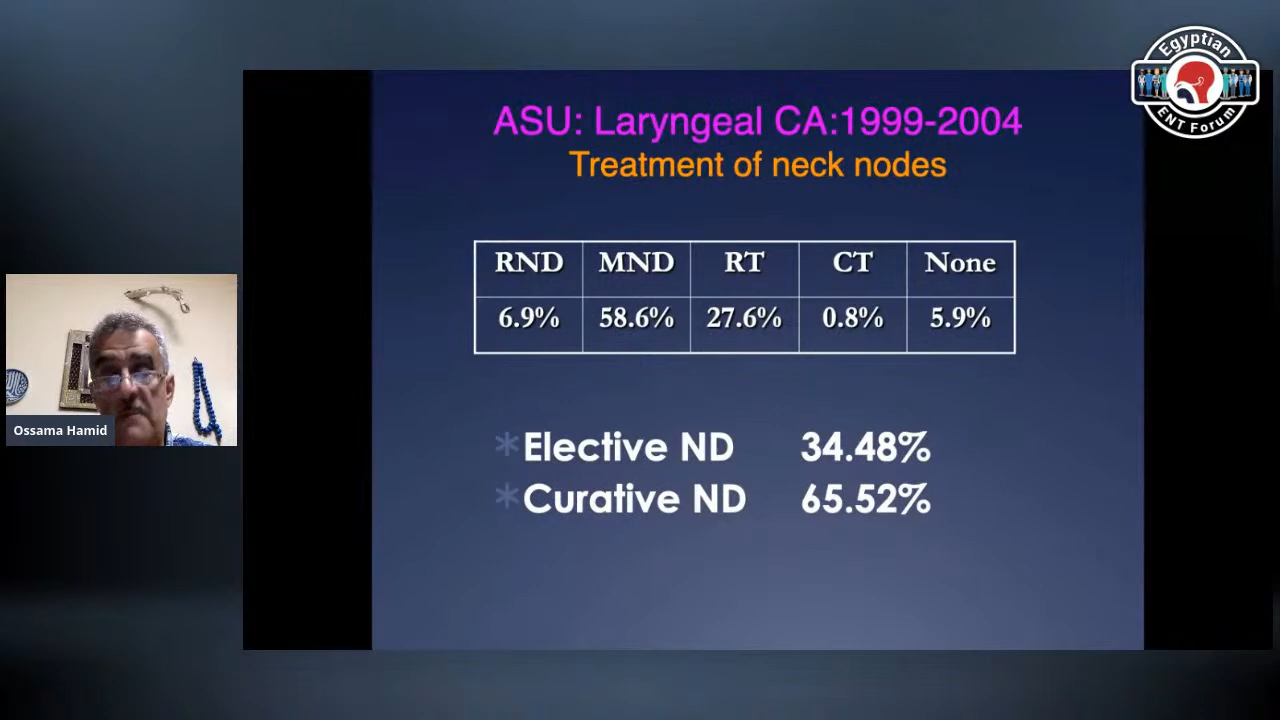 Egyptian
ENT Forum
ASU: Laryngeal CA:1999-2004
Treatment of neck nodes
RND MND RT CT None
6.9% 58.6% 27.6% 0.8% 5.9%
*Elective ND 34.48%
*Curative ND 65.52%
Ossama Hamid